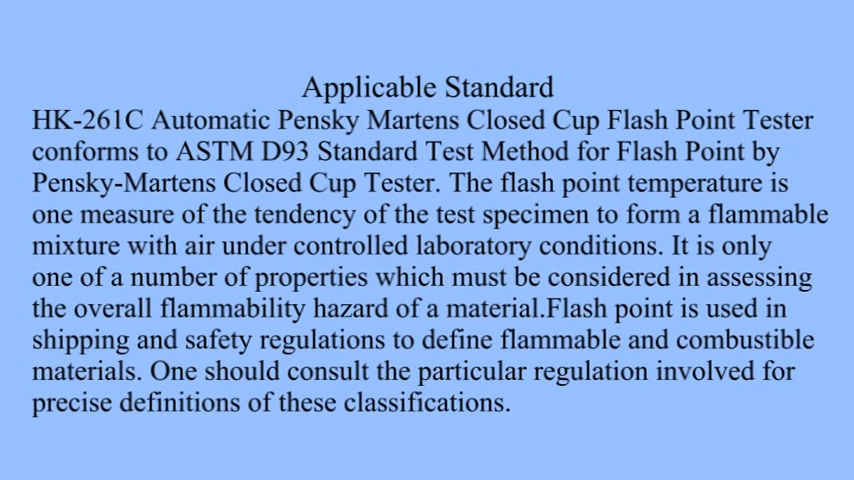 Applicable Standard
HK-261C Automatic Pensky Martens Closed Cup Flash Point Tester
conforms to ASTM D93 Standard Test Method for Flash Point by
Pensky-Martens Closed Cup Tester. The flash point temperature is
one measure of the tendency of the test specimen to form a flammable
mixture with air under controlled laboratory conditions. It is only
one of a number of properties which must be considered in assessing
the overall flammability hazard of a material.Flash point is used in
shipping and safety regulations to define flammable and combustible
materials. One should consult the particular regulation involved for
precise definitions of these classifications.